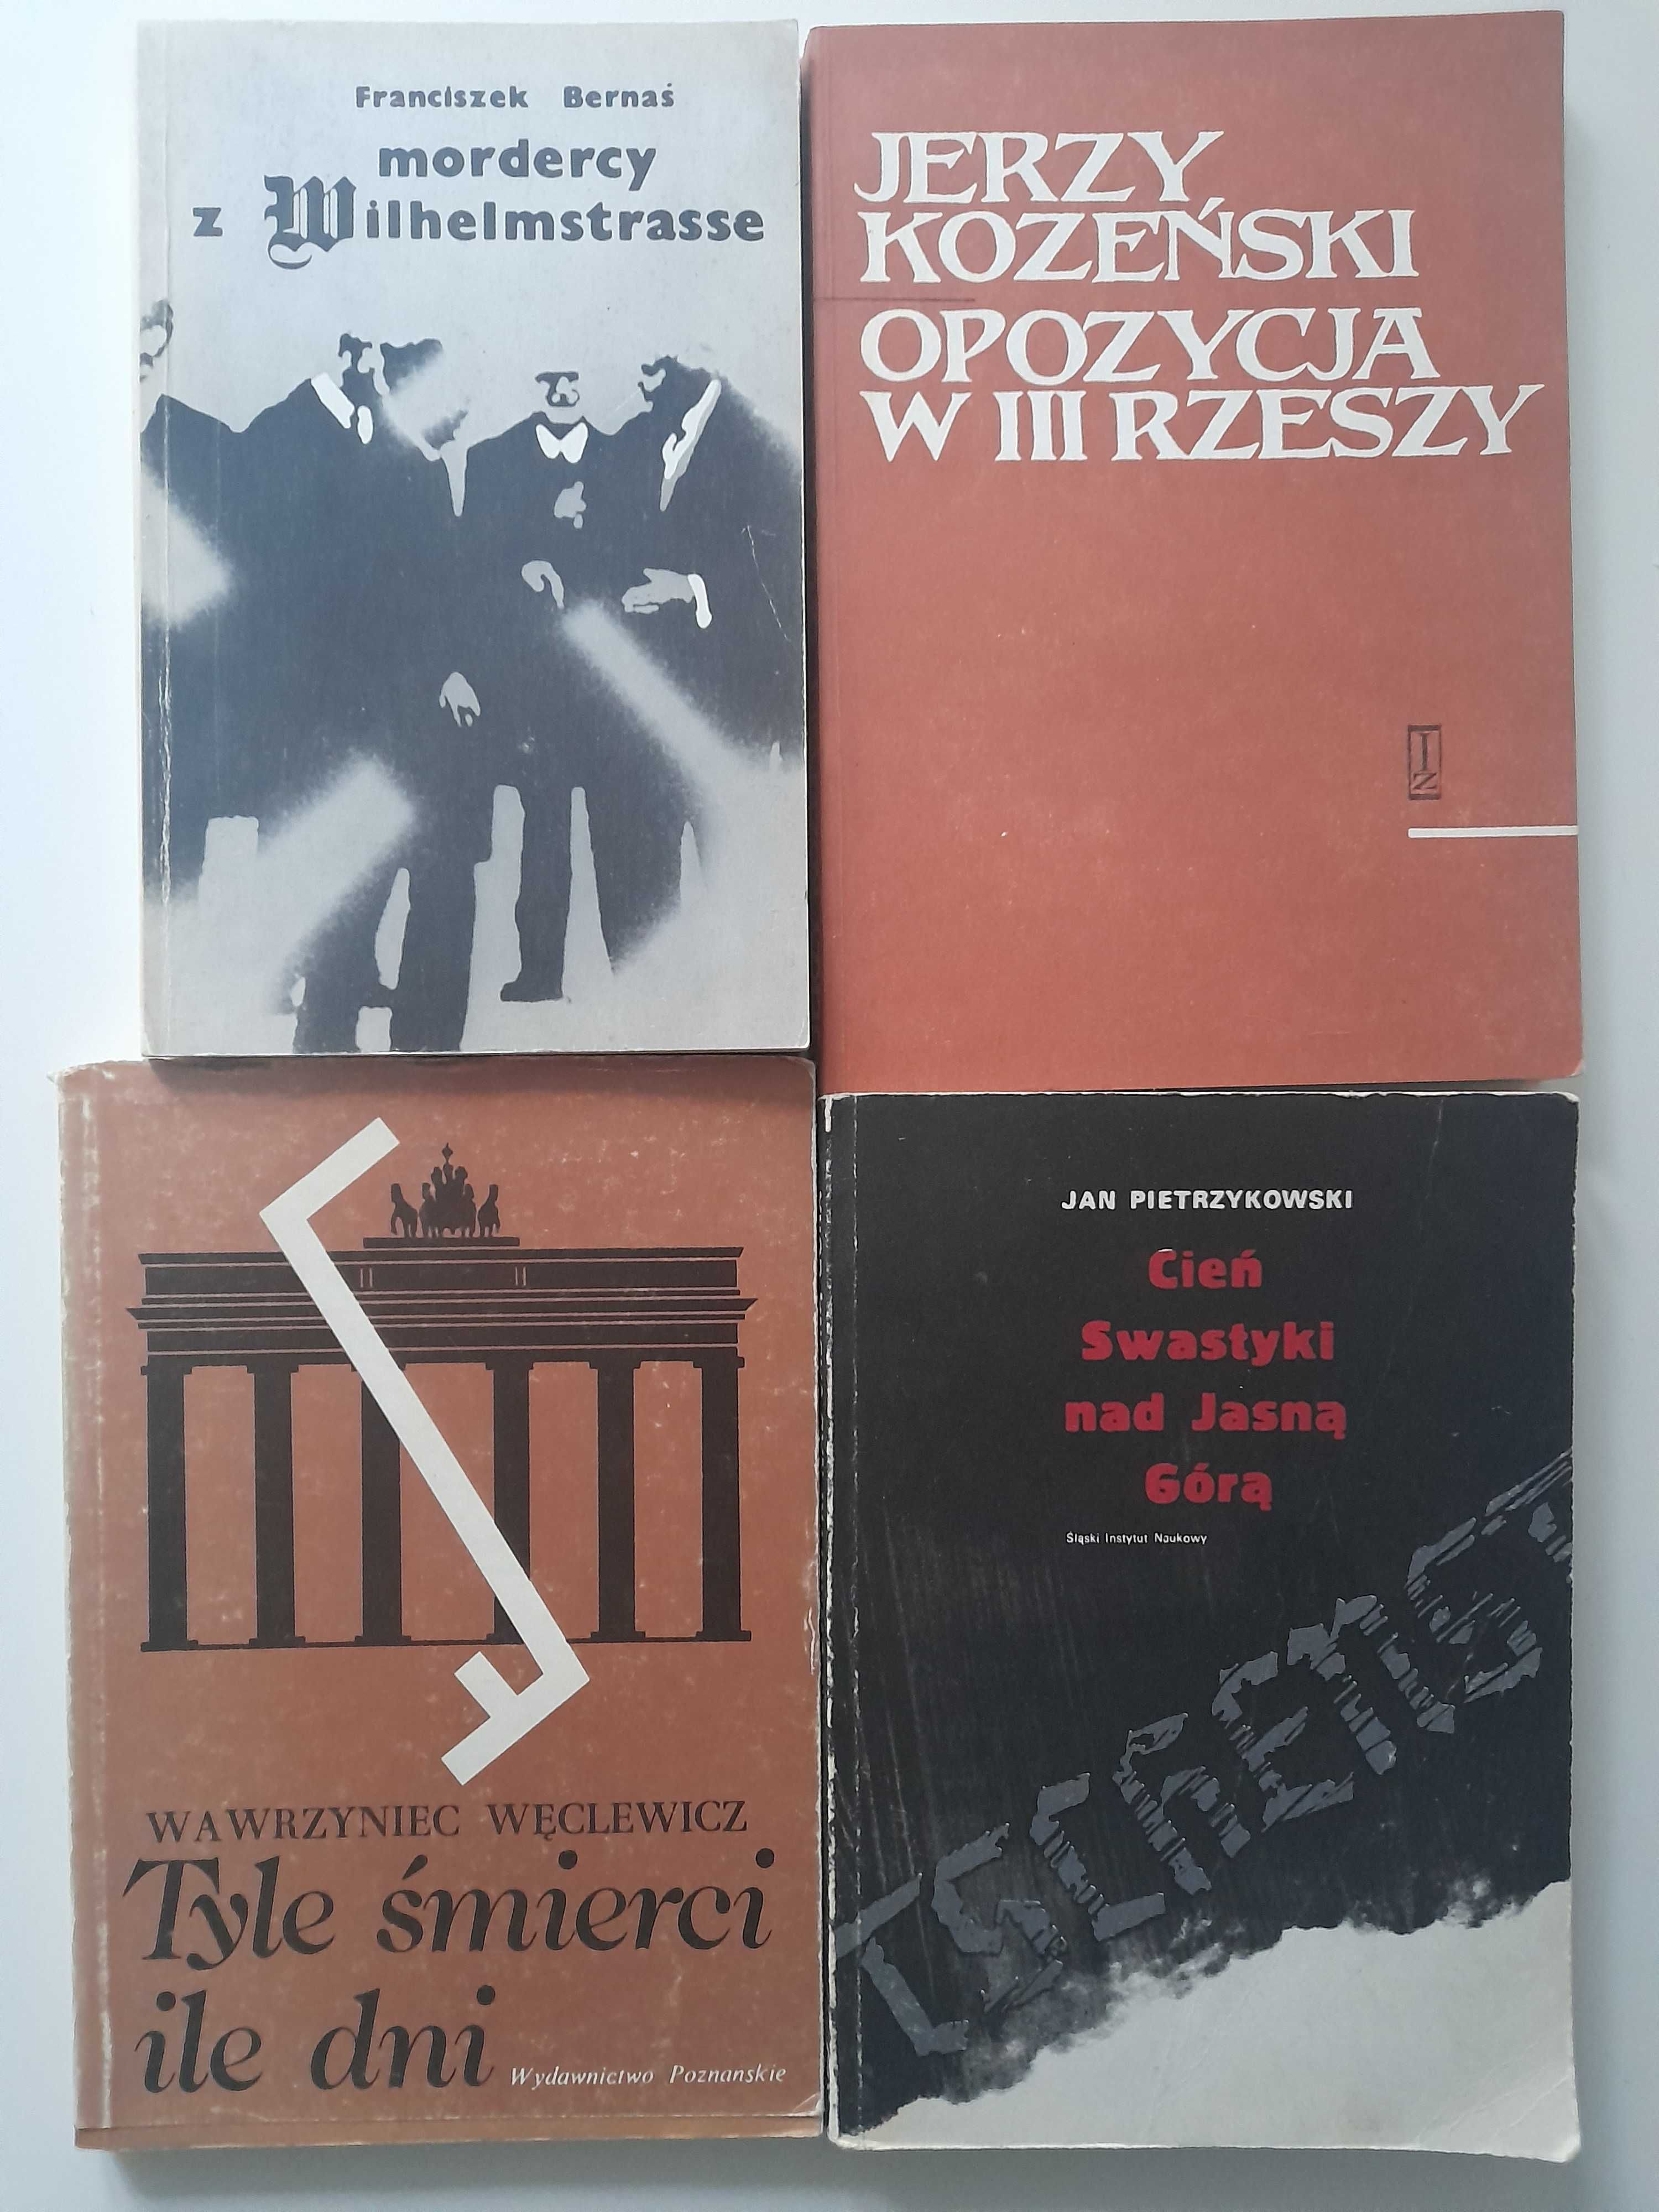 Franciszek Bernaś
mordercy
z Wilhelmstrasse
JERZY
KOZEŃSKI
OPOZYCJA
W III RZESZY
IZ
WAWRZYNIEC WĘCLEWICZ
Tyle śmierci
ile dni
Wydawnictwo Poznańskie
JAN PIETRZYKOWSKI
Cień
Swastyki
nad Jasną
Górą
Śląski Instytut Naukowy